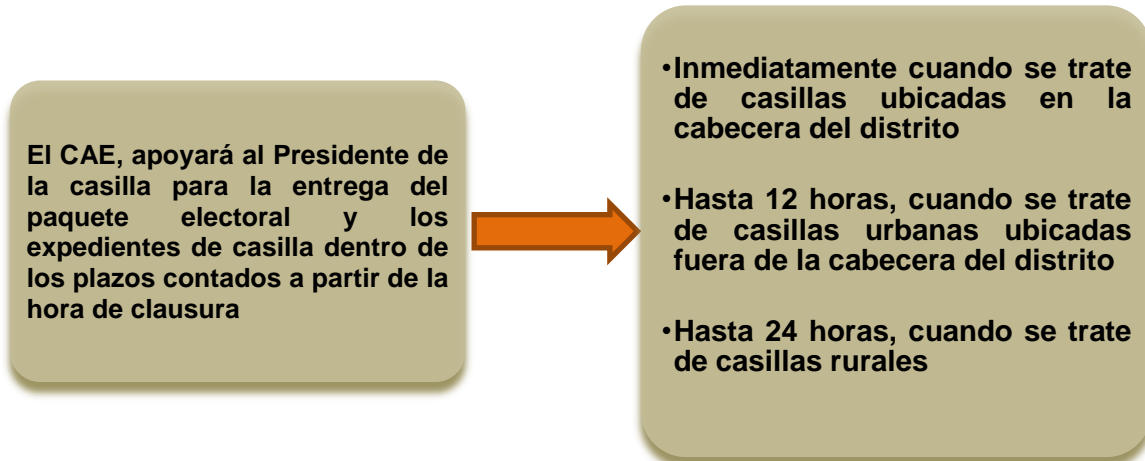 El CAE, apoyará al Presidente de
la casilla para la entrega del
paquete electoral y los
expedientes de casilla dentro de
los plazos contados a partir de la
hora de clausura
•Inmediatamente cuando se trate
de casillas ubicadas en la
cabecera del distrito
•Hasta 12 horas, cuando se trate
de casillas urbanas ubicadas
fuera de la cabecera del distrito
•Hasta 24 horas, cuando se trate
de casillas rurales